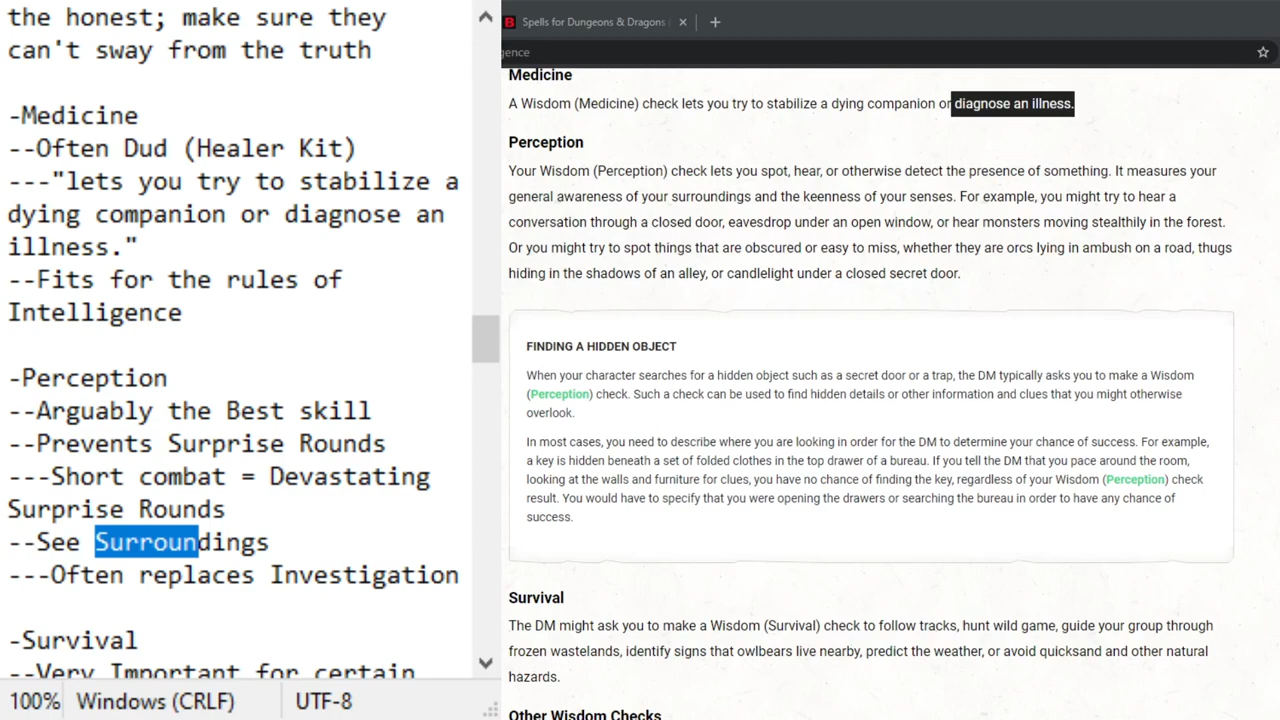 the honest; make sure they
can't sway from the truth
-Medicine
--Often Dud (Healer Kit)
---"lets you try to stabilize a
dying companion or diagnose an
illness."
--Fits for the rules of
Intelligence
-Perception
--Arguably the Best skill
--Prevents Surprise Rounds
---Short combat = Devastating
Surprise Rounds
--See Surroundings
---Often replaces Investigation
-Survival
--Very Important for certain
100%
Windows (CRLF)
UTF-8
B
Spells for Dungeons & Dragons
gence
Medicine
A Wisdom (Medicine) check lets you try to stabilize a dying companion or diagnose an illness.
Perception
Your Wisdom (Perception) check lets you spot, hear, or otherwise detect the presence of something. It measures your
general awareness of your surroundings and the keenness of your senses. For example, you might try to hear a
conversation through a closed door, eavesdrop under an open window, or hear monsters moving stealthily in the forest.
Or you might try to spot things that are obscured or easy to miss, whether they are orcs lying in ambush on a road, thugs
hiding in the shadows of an alley, or candlelight under a closed secret door.
FINDING A HIDDEN OBJECT
When your character searches for a hidden object such as a secret door or a trap, the DM typically asks you to make a Wisdom
(Perception) check. Such a check can be used to find hidden details or other information and clues that you might otherwise
overlook.
In most cases, you need to describe where you are looking in order for the DM to determine your chance of success. For example,
a key is hidden beneath a set of folded clothes in the top drawer of a bureau. If you tell the DM that you pace around the room,
looking at the walls and furniture for clues, you have no chance of finding the key, regardless of your Wisdom (Perception) check
result. You would have to specify that you were opening the drawers or searching the bureau in order to have any chance of
success.
Survival
The DM might ask you to make a Wisdom (Survival) check to follow tracks, hunt wild game, guide your group through
frozen wastelands, identify signs that owlbears live nearby, predict the weather, or avoid quicksand and other natural
hazards.
Other Wisdom Checks